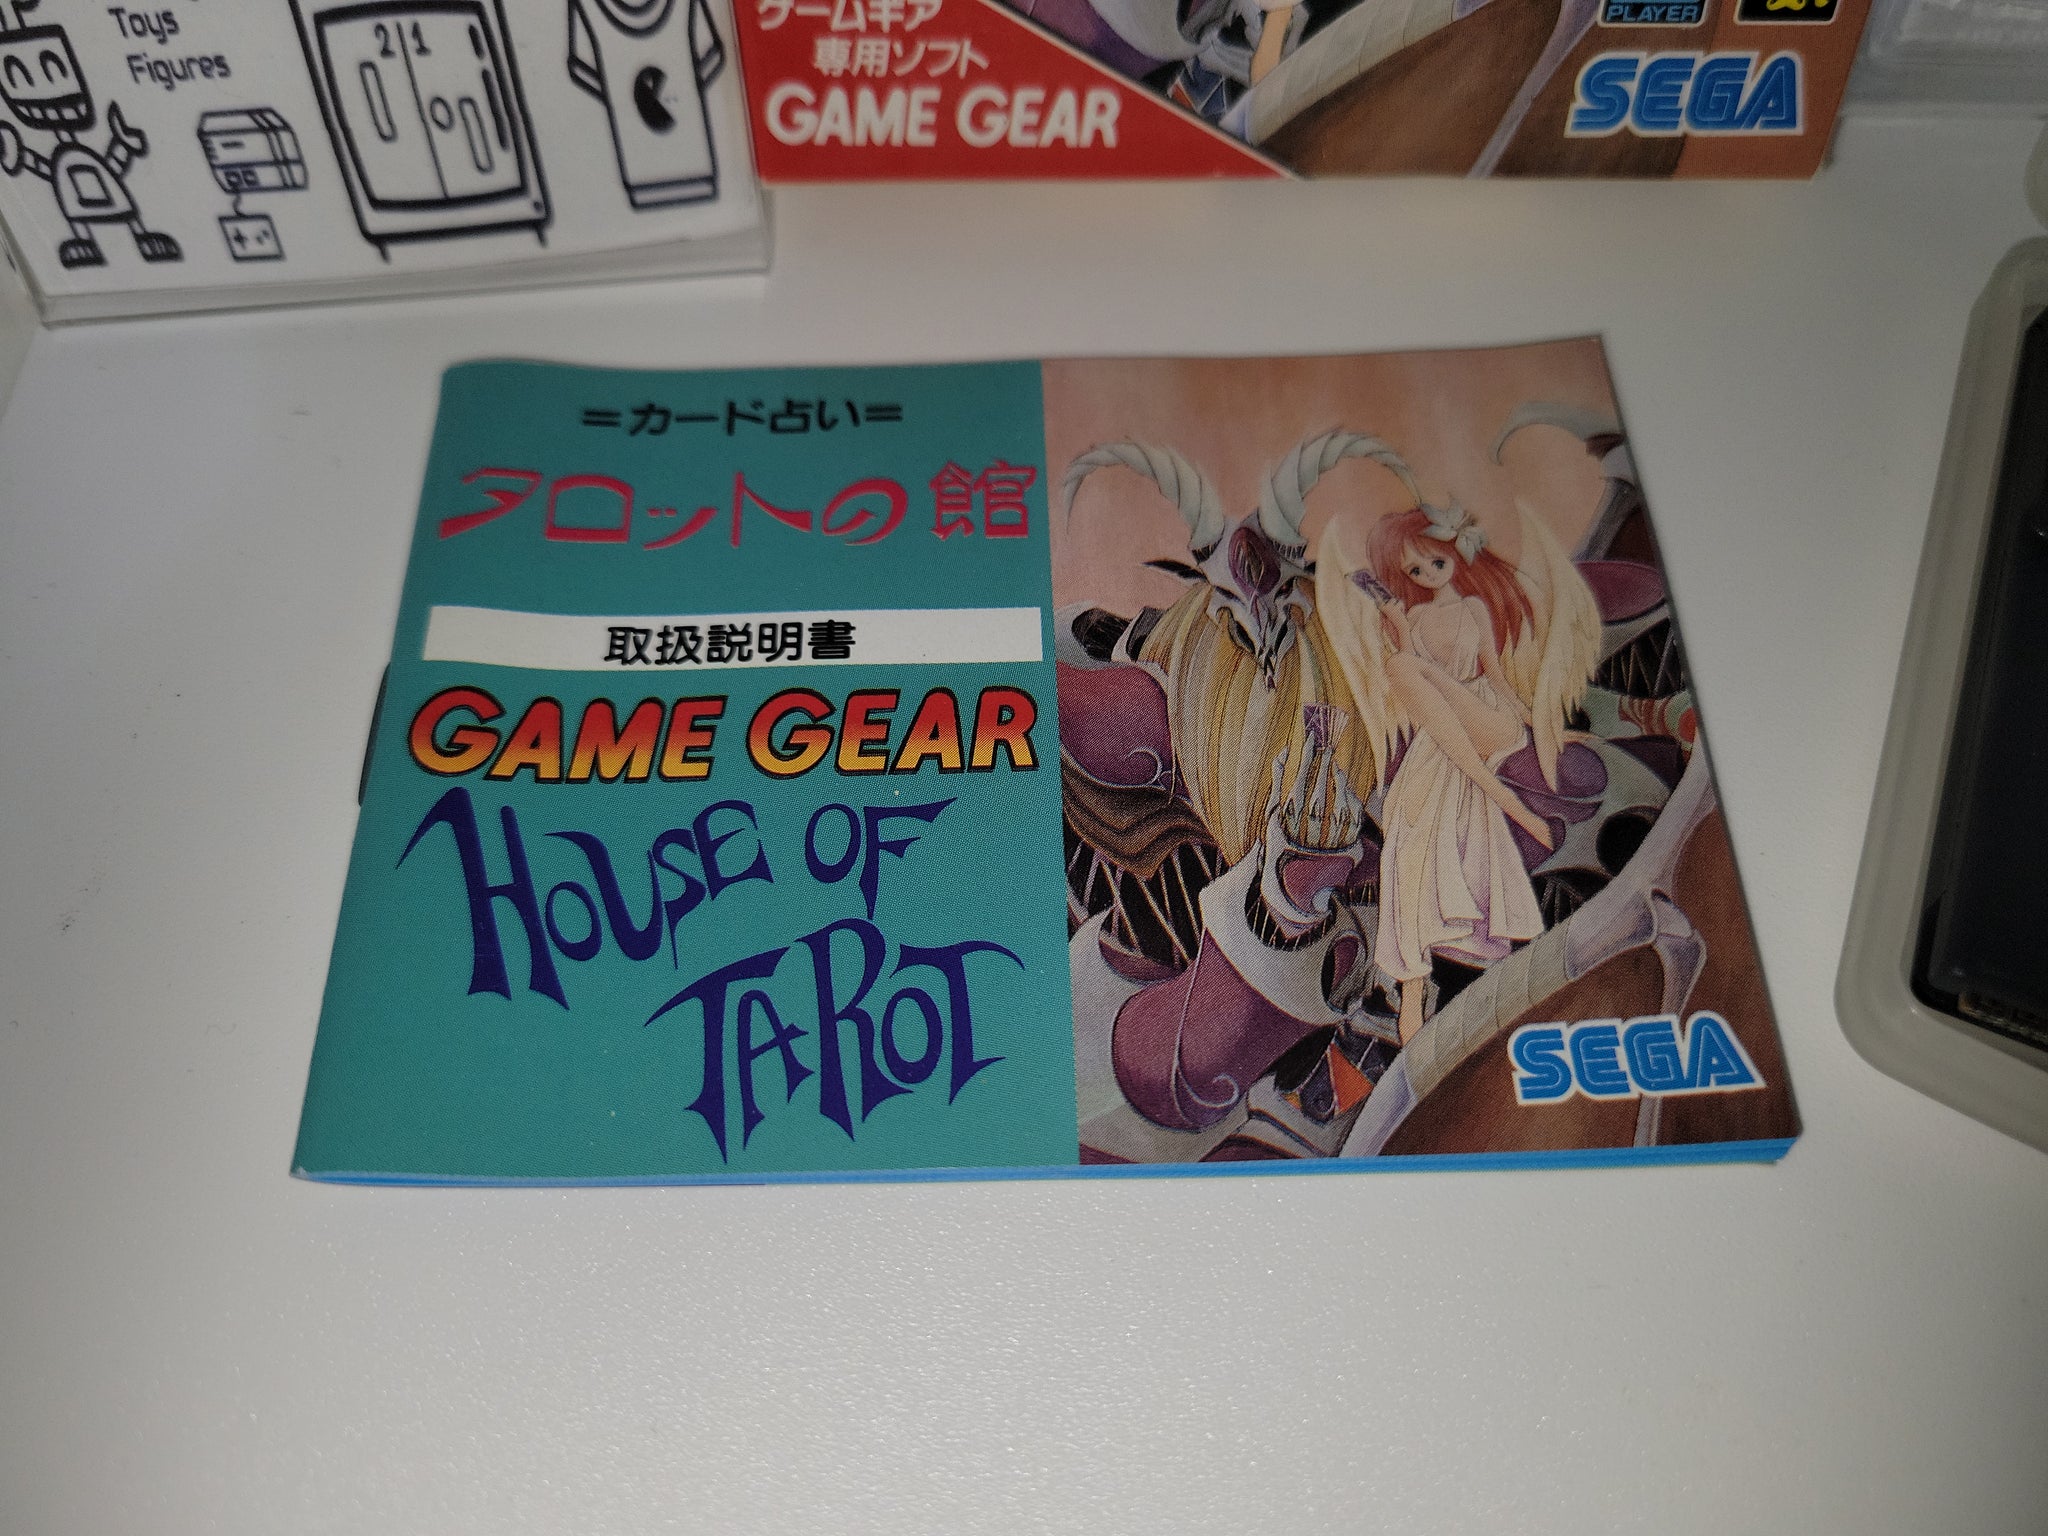 Toys
Figures
21
ゲームギア
専用ソフト
GAME GEAR
PLAYER
SEGA
=カード占い=
タロットの館
取扱説明書
GAME GEAR
HOUSE OF
TAROT
SEGA